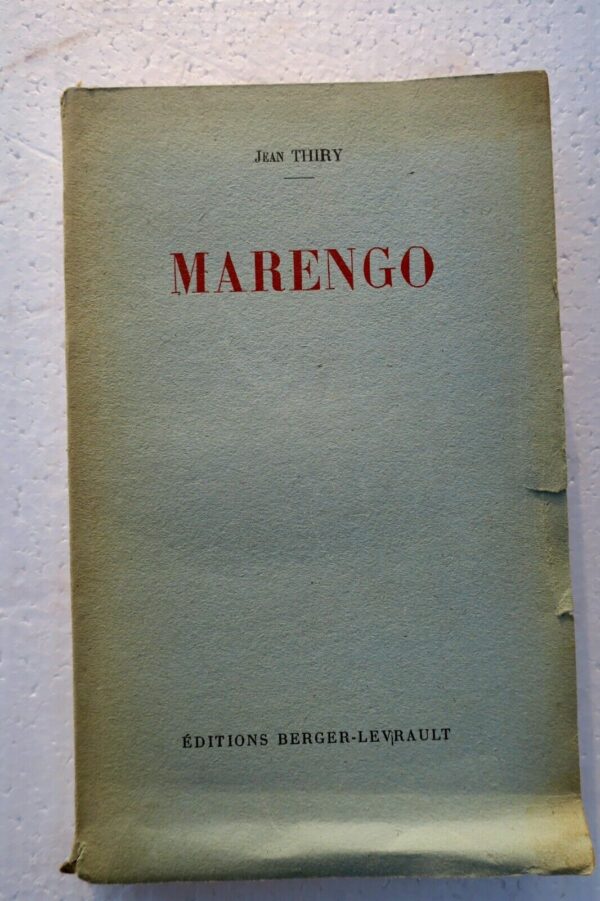 Jean THIRY
MARENGO
ÉDITIONS BERGER-LEVRAULT